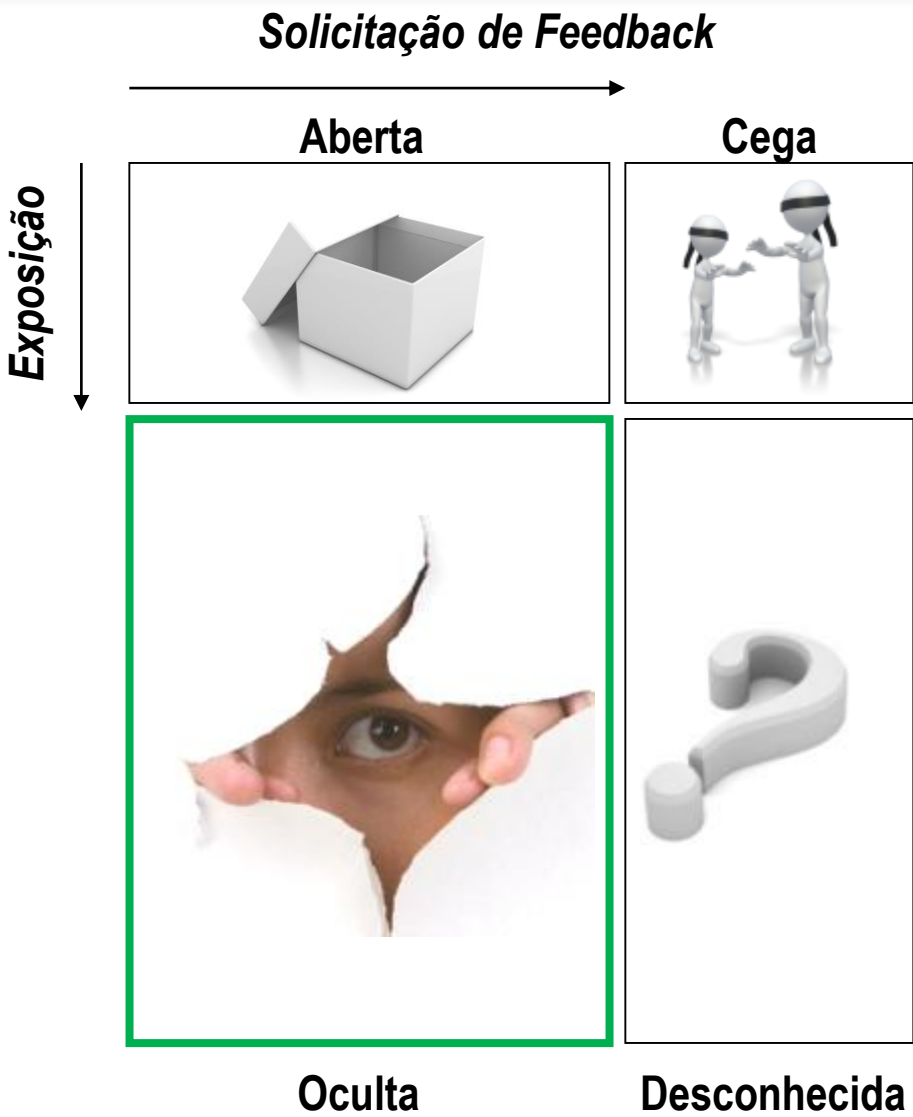 Solicitação de Feedback
Aberta
Cega
Exposição
Oculta
Desconhecida